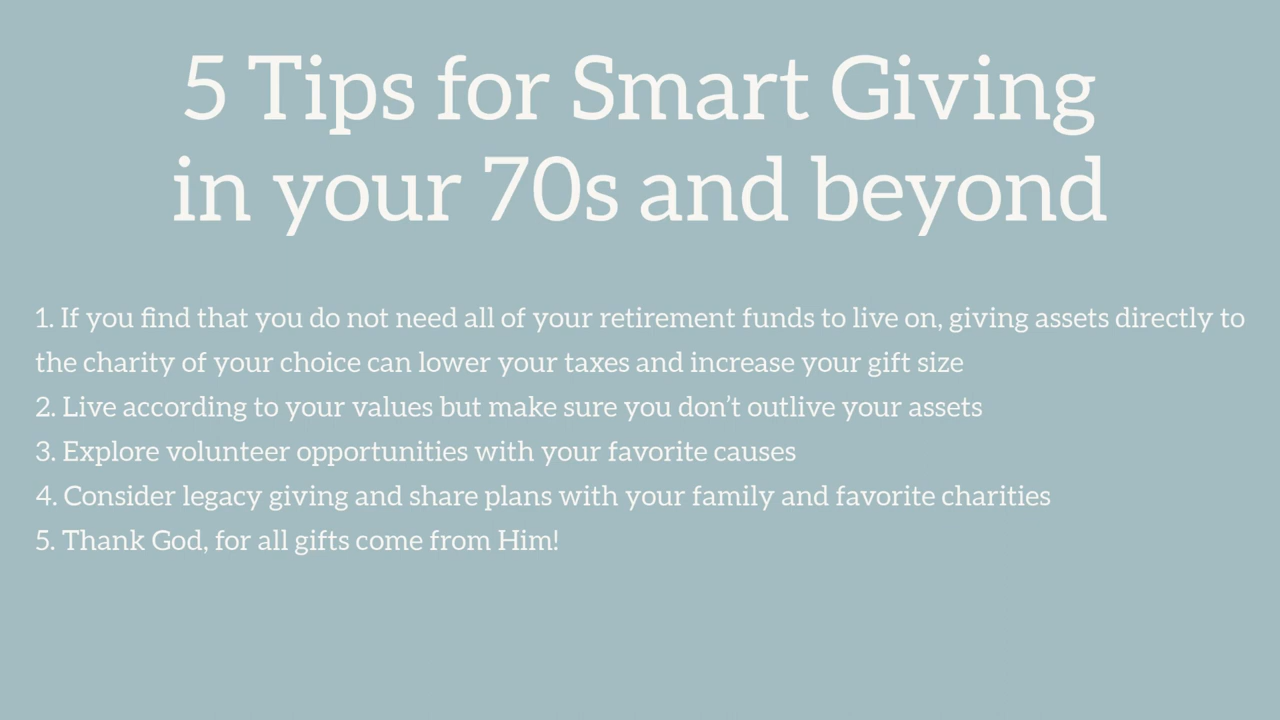 5 Tips for Smart Giving
in your 70s and beyond
1. If you find that you do not need all of your retirement funds to live on, giving assets directly to
the charity of your choice can lower your taxes and increase your gift size
2. Live according to your values but make sure you don’t outlive your assets
3. Explore volunteer opportunities with your favorite causes
4. Consider legacy giving and share plans with your family and favorite charities
5. Thank God, for all gifts come from Him!